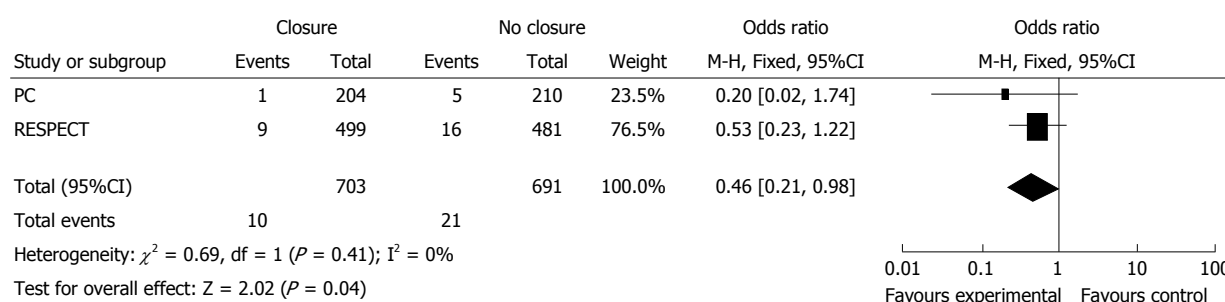 Closure No closure Odds ratio Odds ratio
Study or subgroup Events Total Events Total Weight M-H, Fixed, 95%CI M-H, Fixed, 95%CI
PC 1 204 5 210 23.5% 0.20 [0.02, 1.74]
RESPECT 9 499 16 481 76.5% 0.53 [0.23, 1.22]
Total (95%CI) 703 691 100.0% 0.46 [0.21, 0.98]
Total events 10 21
Heterogeneity: χ² = 0.69, df = 1 (P = 0.41); I² = 0%
Test for overall effect: Z = 2.02 (P = 0.04)
0.01 0.1 1 10 100
Favours experimental Favours control